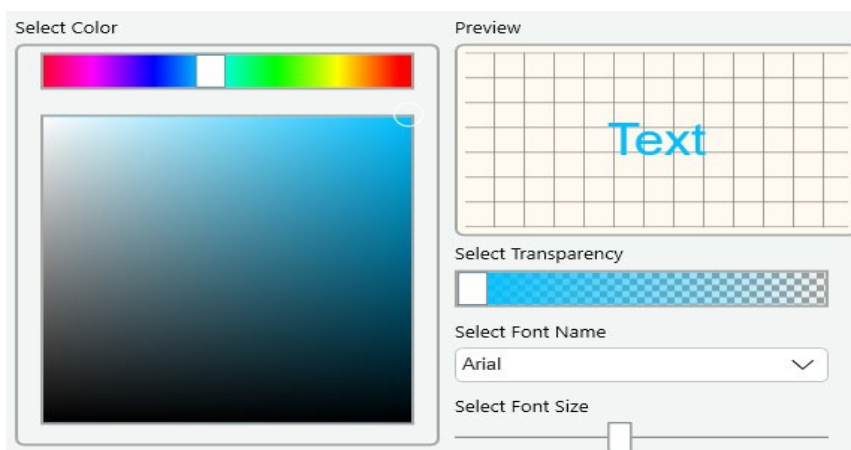 Select Color
Preview
Text
Select Transparency
Select Font Name
Arial
Select Font Size